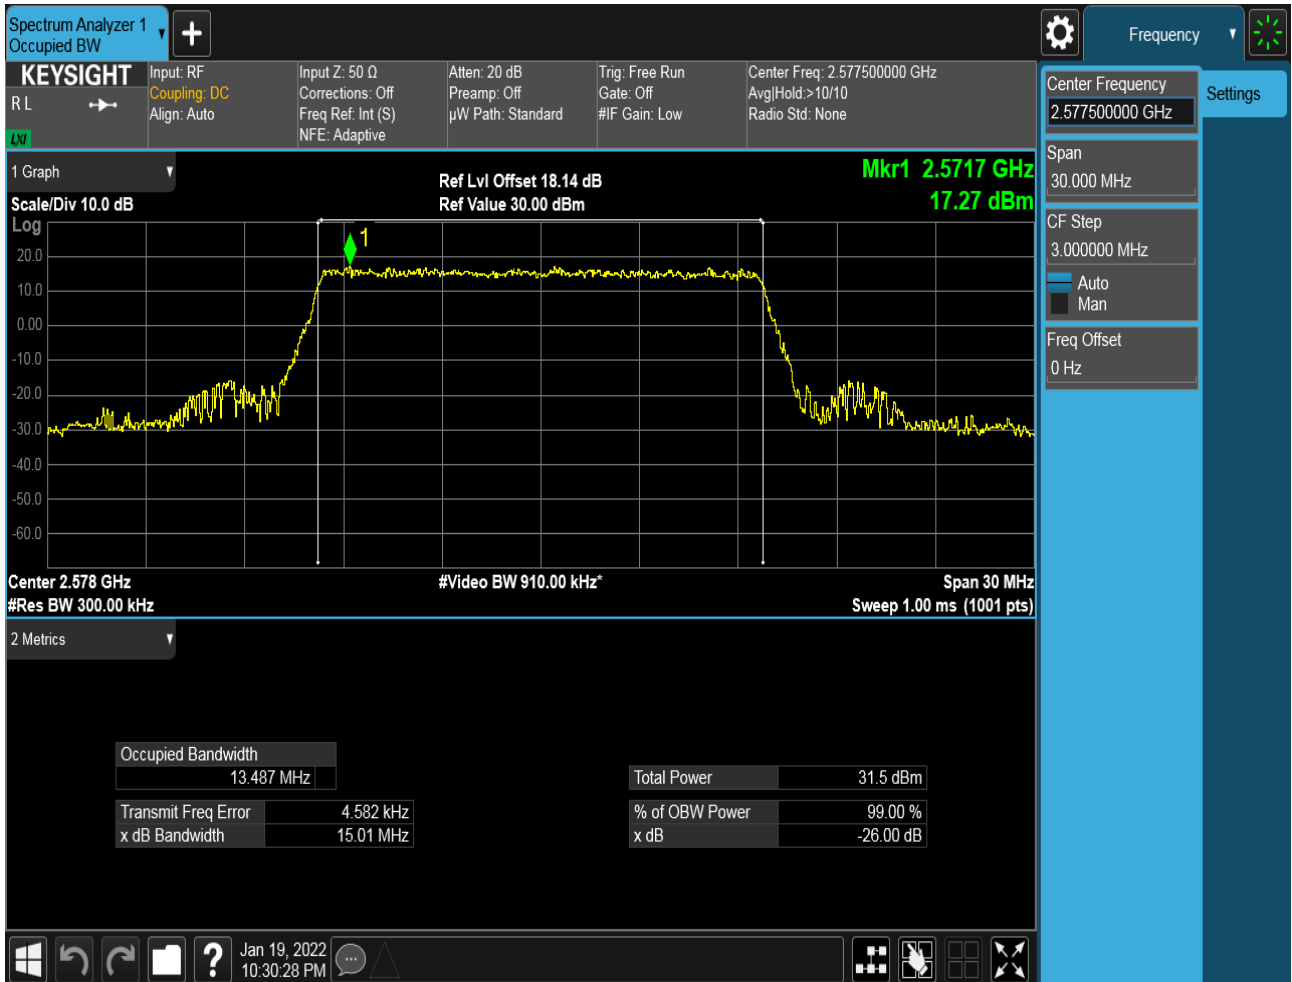 Spectrum Analyzer 1
Occupied BW
+
Frequency
KEYSIGHT
R L
LXI
Input: RF
Coupling: DC
Align: Auto
Input Z: 50 Ω
Corrections: Off
Freq Ref: Int (S)
NFE: Adaptive
Atten: 20 dB
Preamp: Off
µW Path: Standard
Trig: Free Run
Gate: Off
#IF Gain: Low
Center Freq: 2.577500000 GHz
Avg|Hold:>10/10
Radio Std: None
Center Frequency
2.577500000 GHz
Settings
Span
30.000 MHz
CF Step
3.000000 MHz
Auto
Man
Freq Offset
0 Hz
1 Graph
Scale/Div 10.0 dB
Ref Lvl Offset 18.14 dB
Ref Value 30.00 dBm
Mkr1 2.5717 GHz
17.27 dBm
Log
1
20.0
10.0
0.00
-10.0
-20.0
-30.0
-40.0
-50.0
-60.0
Center 2.578 GHz
#Res BW 300.00 kHz
#Video BW 910.00 kHz*
Span 30 MHz
Sweep 1.00 ms (1001 pts)
2 Metrics
Occupied Bandwidth
13.487 MHz
Transmit Freq Error 4.582 kHz
x dB Bandwidth 15.01 MHz
Total Power 31.5 dBm
% of OBW Power 99.00 %
x dB -26.00 dB
?
Jan 19, 2022
10:30:28 PM